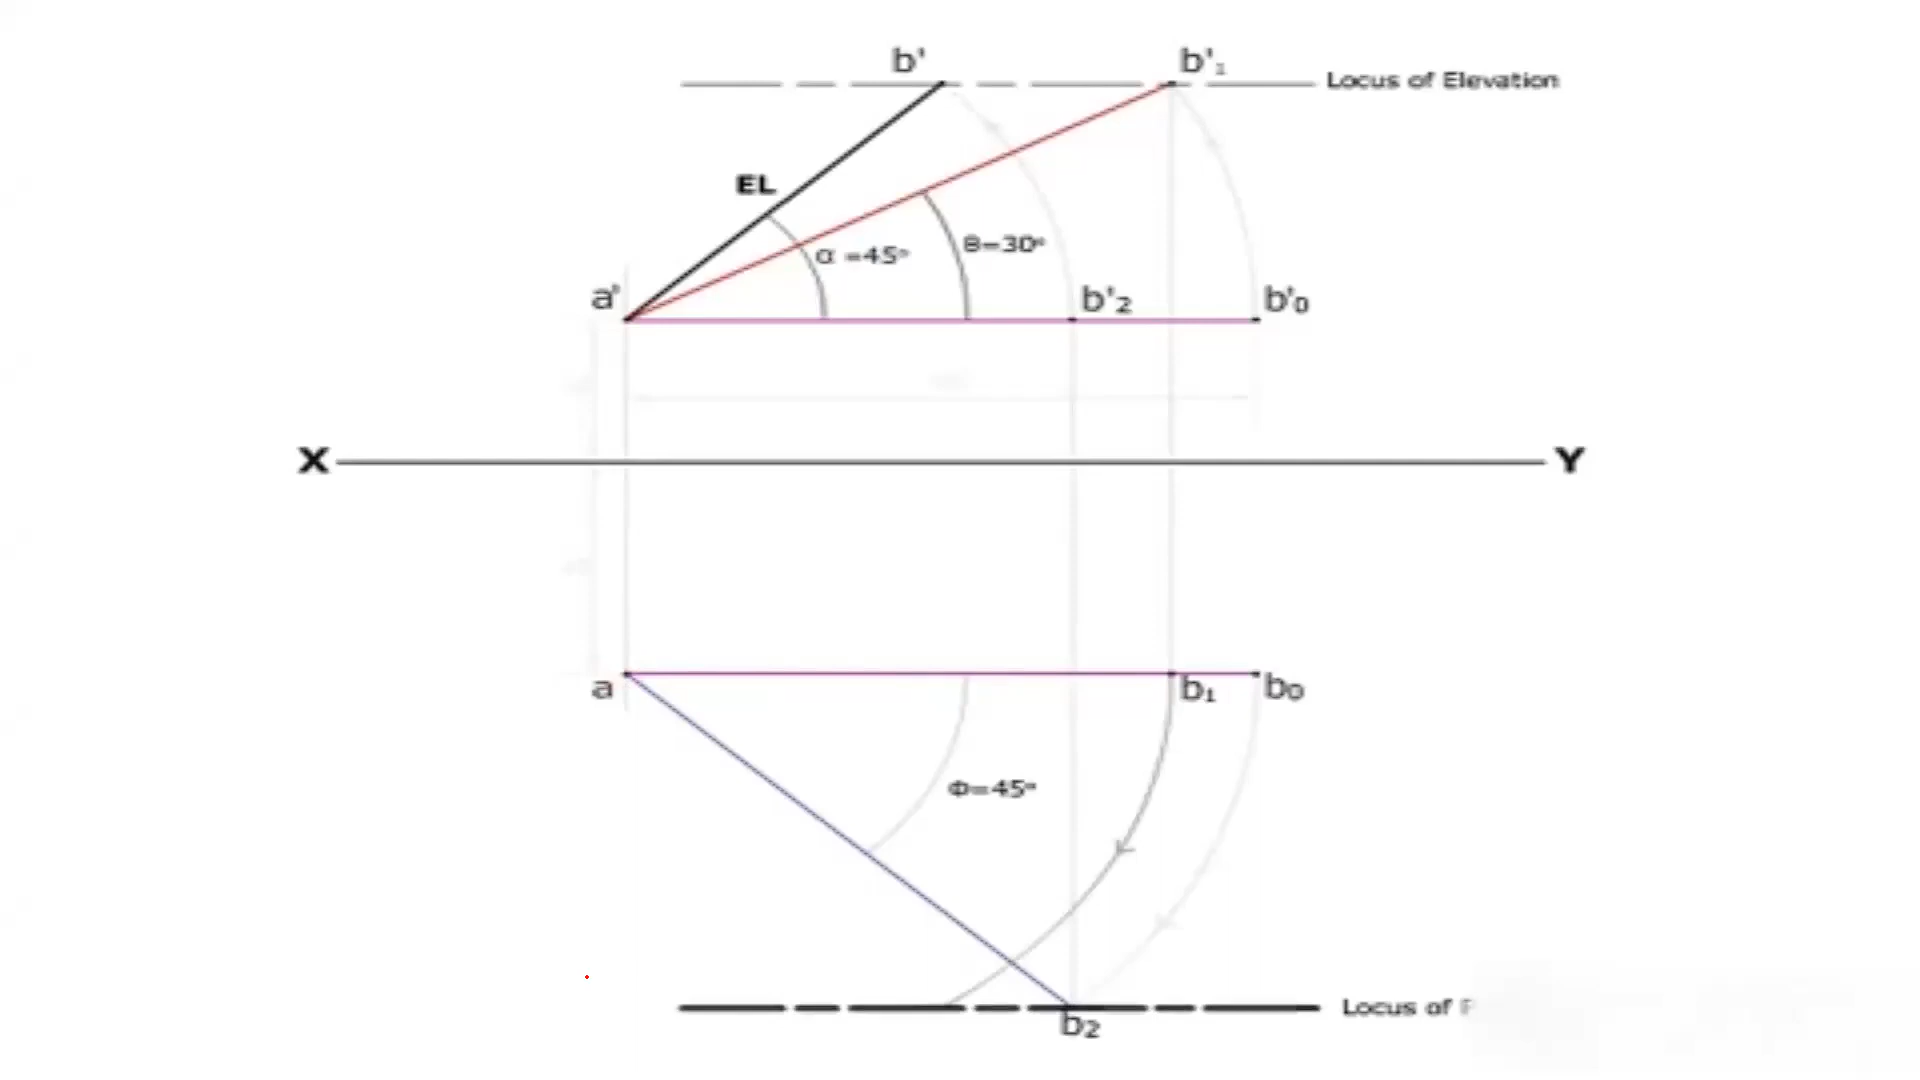 b' b'₁ Locus of Elevation
EL
α =45° θ=30°
a' b'₂ b'₀
X Y
a b₁ b₀
Φ=45°
Locus of
b₂